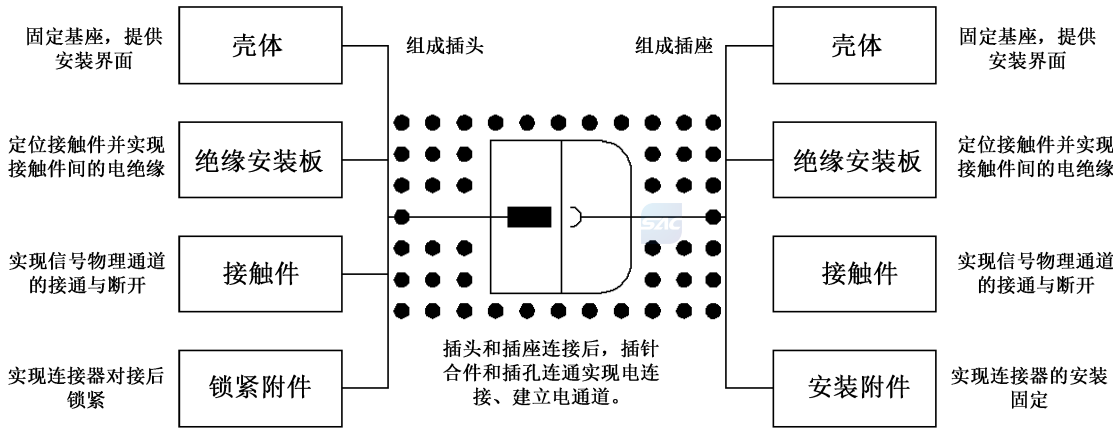 固定基座，提供
安装界面
壳体
组成插头
组成插座
壳体
固定基座，提供
安装界面
定位接触件并实现
接触件间的电绝缘
绝缘安装板
绝缘安装板
定位接触件并实现
接触件间的电绝缘
SAC
实现信号物理通道
的接通与断开
接触件
接触件
实现信号物理通道
的接通与断开
插头和插座连接后，插针
合件和插孔连通实现电连
接、建立电通道。
实现连接器对接后
锁紧
锁紧附件
安装附件
实现连接器的安装
固定